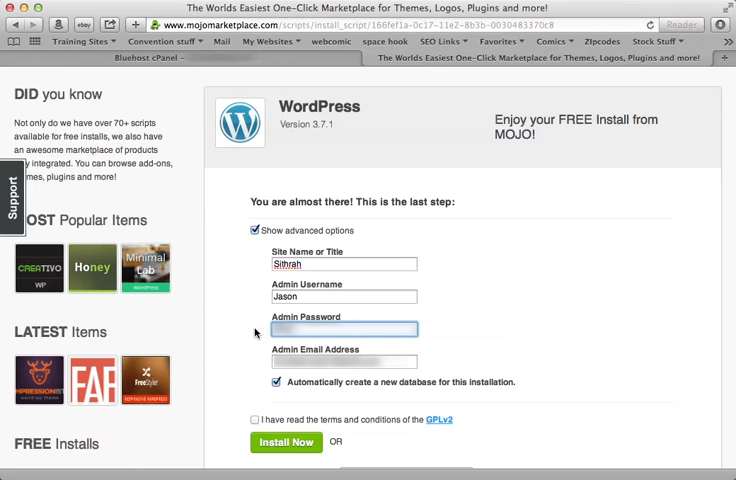 The Worlds Easiest One-Click Marketplace for Themes, Logos, Plugins and more!
www.mojomarketplace.com/scripts/install_script/166fef1a-0c17-11e2-8b3b-0030483370c8
Reader
ebay
Training Sites
Convention stuff
Mail
My Websites
webcomic
space hook
SEO Links
Favorites
Comics
ZIpcodes
Stock Stuff
Bluehost cPanel -
The Worlds Easiest One-Click Marketplace for Themes, Logos, Plugins and more!
DID you know
Not only do we have over 70+ scripts
available for free installs, we also have
an awesome marketplace of products
integrated. You can browse add-ons,
plugins and more!
Support
Popular Items
CREATIVO
WP
Honey
Minimal
Lab
WordPress
LATEST Items
FreeStyler
RESPONSIVE WORDPRESS
FREE Installs
WordPress
Version 3.7.1
Enjoy your FREE Install from
MOJO!
You are almost there! This is the last step:
Show advanced options
Site Name or Title
Sithrah
Admin Username
Jason
Admin Password
Admin Email Address
Automatically create a new database for this installation.
I have read the terms and conditions of the GPLv2
Install Now
OR